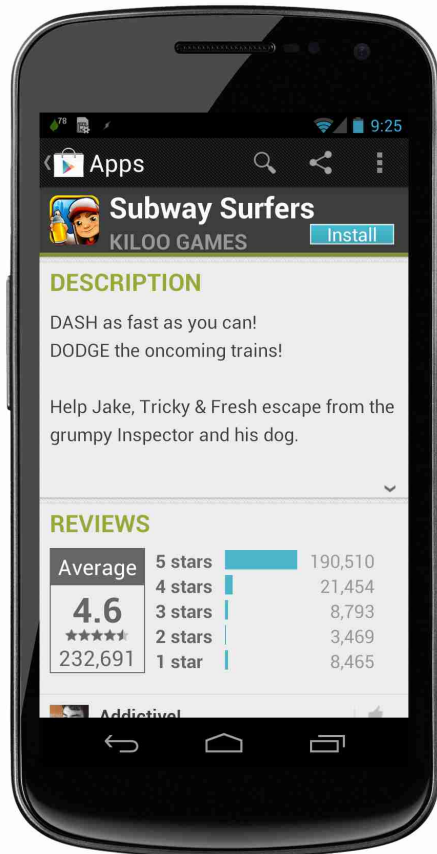 78
9:25
Apps
Subway Surfers
KILOO GAMES
Install
DESCRIPTION
DASH as fast as you can!
DODGE the oncoming trains!
Help Jake, Tricky & Fresh escape from the
grumpy Inspector and his dog.
REVIEWS
Average
4.6
232,691
5 stars 190,510
4 stars 21,454
3 stars 8,793
2 stars 3,469
1 star 8,465
Addictive!